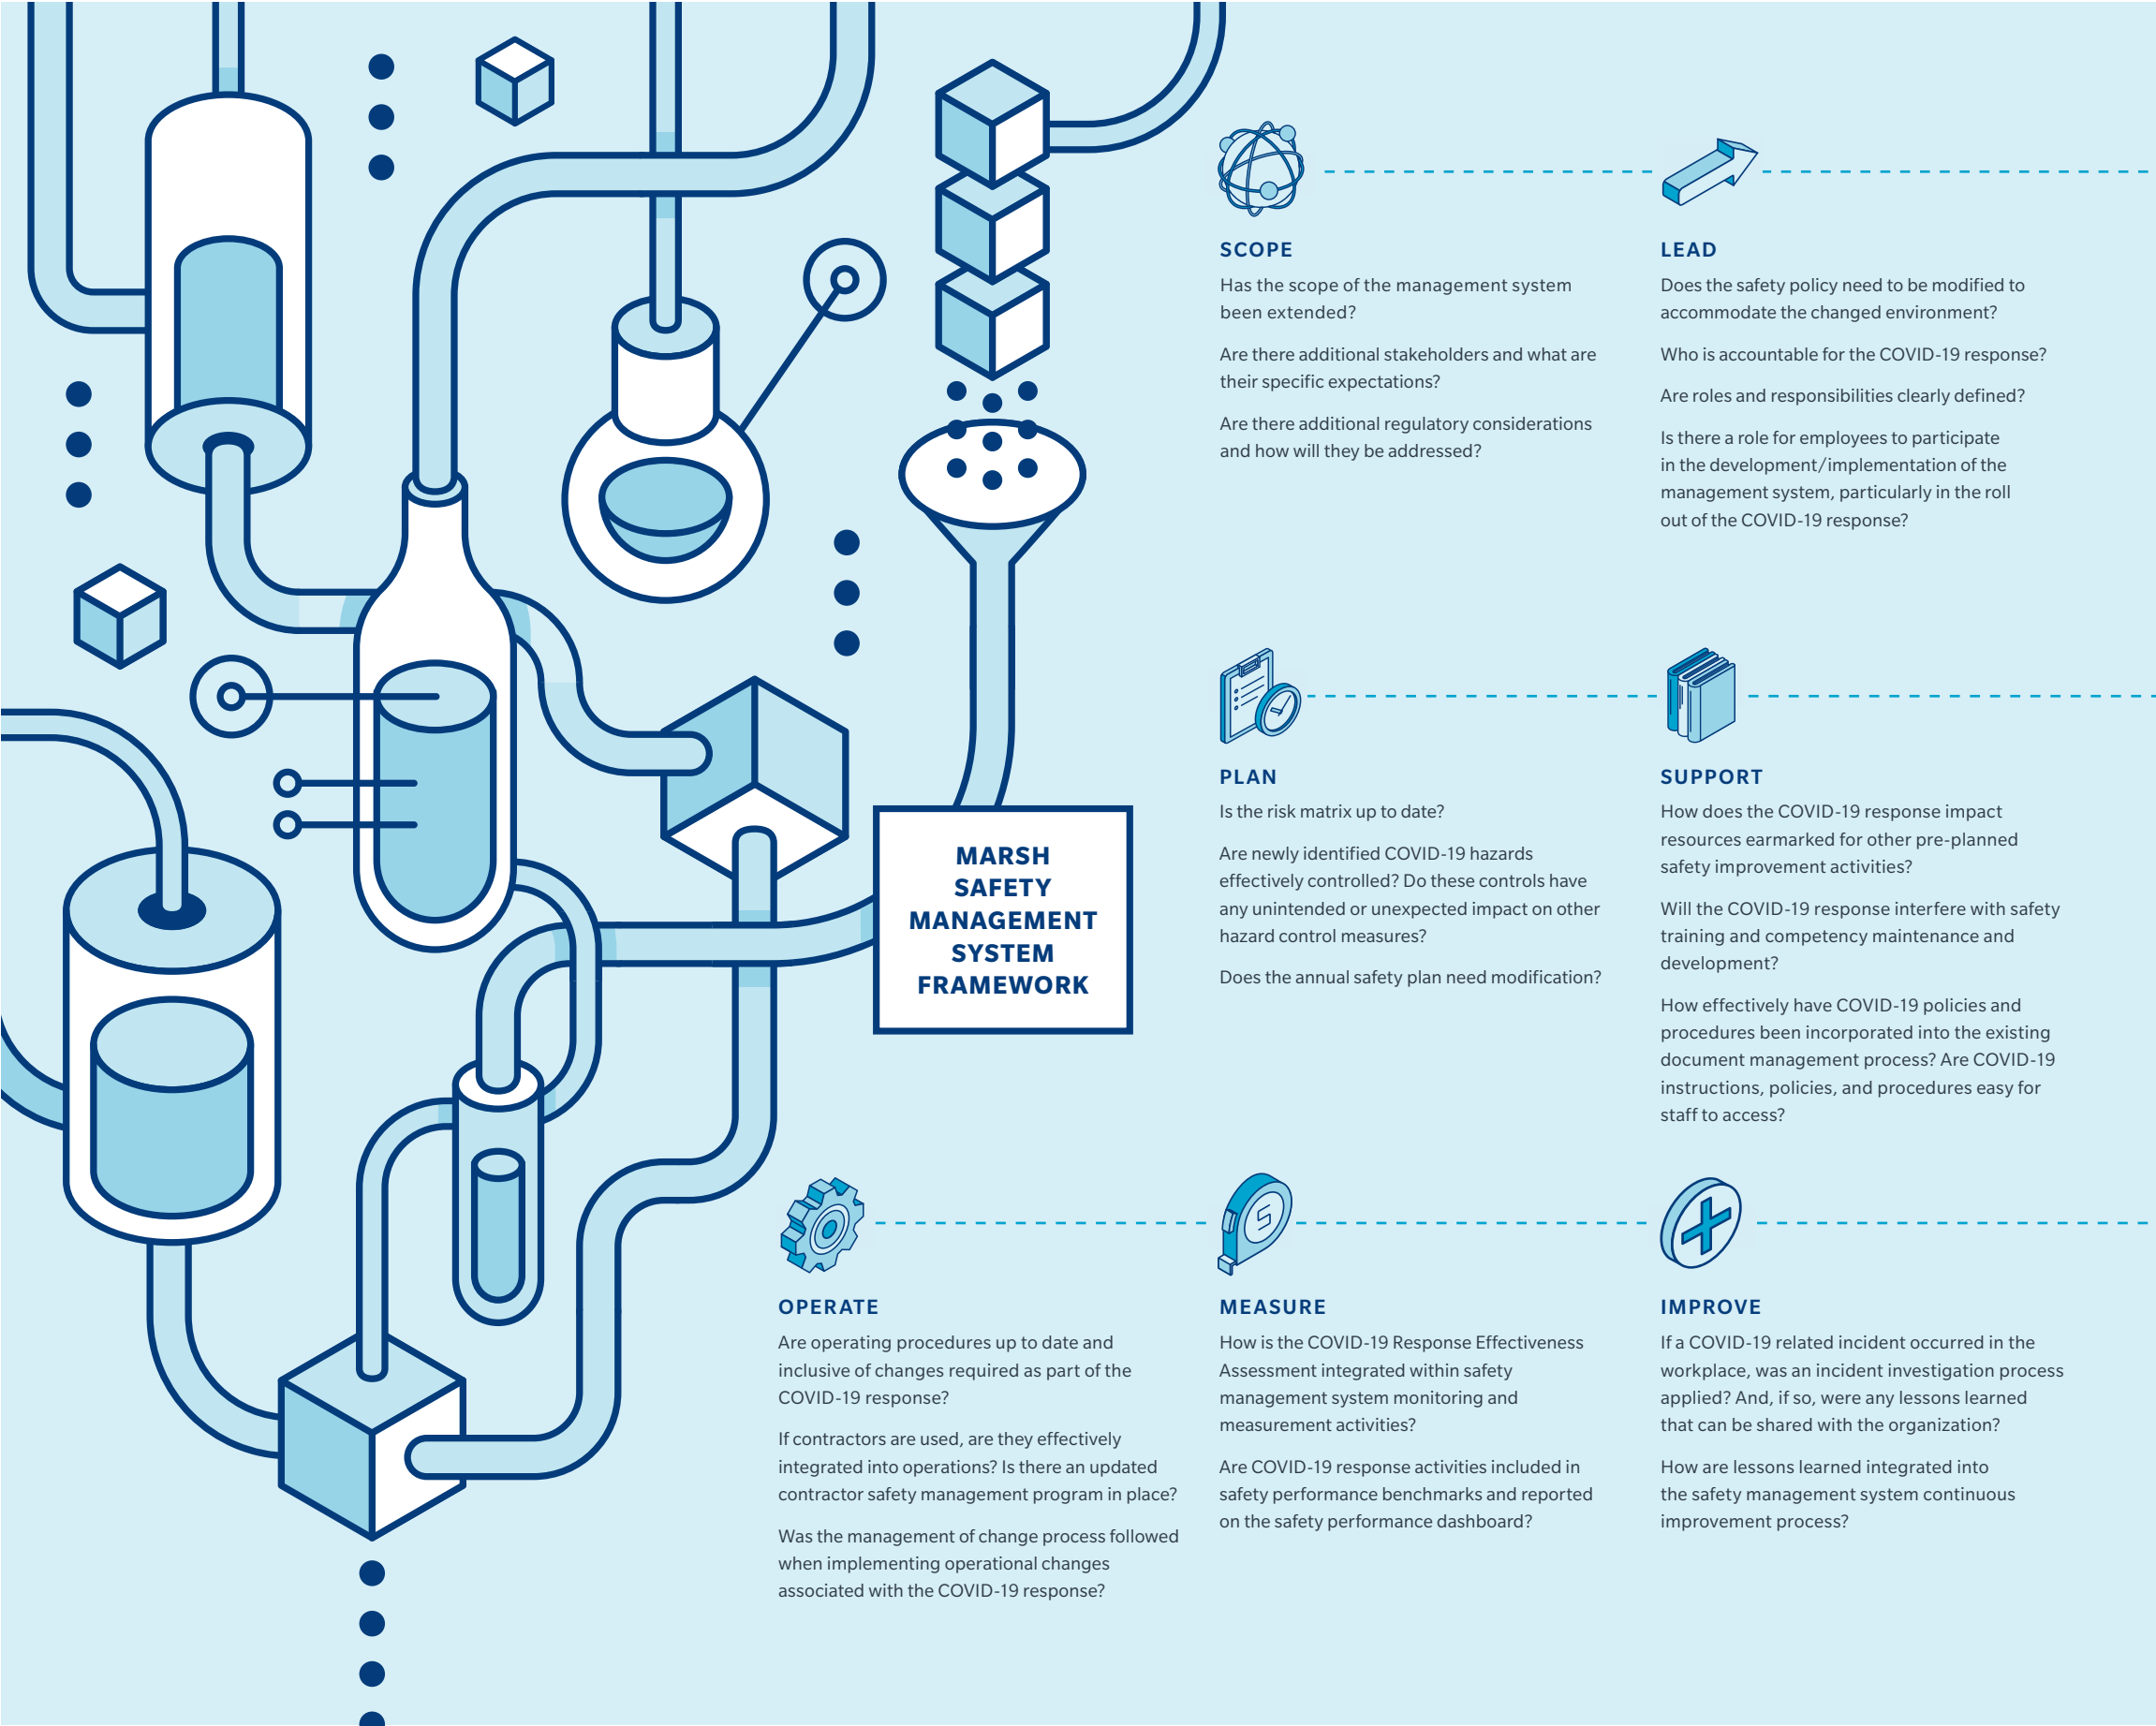 MARSH
SAFETY
MANAGEMENT
SYSTEM
FRAMEWORK
SCOPE
Has the scope of the management system
been extended?
Are there additional stakeholders and what are
their specific expectations?
Are there additional regulatory considerations
and how will they be addressed?
LEAD
Does the safety policy need to be modified to
accommodate the changed environment?
Who is accountable for the COVID-19 response?
Are roles and responsibilities clearly defined?
Is there a role for employees to participate
in the development/implementation of the
management system, particularly in the roll
out of the COVID-19 response?
PLAN
Is the risk matrix up to date?
Are newly identified COVID-19 hazards
effectively controlled? Do these controls have
any unintended or unexpected impact on other
hazard control measures?
Does the annual safety plan need modification?
SUPPORT
How does the COVID-19 response impact
resources earmarked for other pre-planned
safety improvement activities?
Will the COVID-19 response interfere with safety
training and competency maintenance and
development?
How effectively have COVID-19 policies and
procedures been incorporated into the existing
document management process? Are COVID-19
instructions, policies, and procedures easy for
staff to access?
OPERATE
Are operating procedures up to date and
inclusive of changes required as part of the
COVID-19 response?
If contractors are used, are they effectively
integrated into operations? Is there an updated
contractor safety management program in place?
Was the management of change process followed
when implementing operational changes
associated with the COVID-19 response?
5
MEASURE
How is the COVID-19 Response Effectiveness
Assessment integrated within safety
management system monitoring and
measurement activities?
Are COVID-19 response activities included in
safety performance benchmarks and reported
on the safety performance dashboard?
IMPROVE
If a COVID-19 related incident occurred in the
workplace, was an incident investigation process
applied? And, if so, were any lessons learned
that can be shared with the organization?
How are lessons learned integrated into
the safety management system continuous
improvement process?